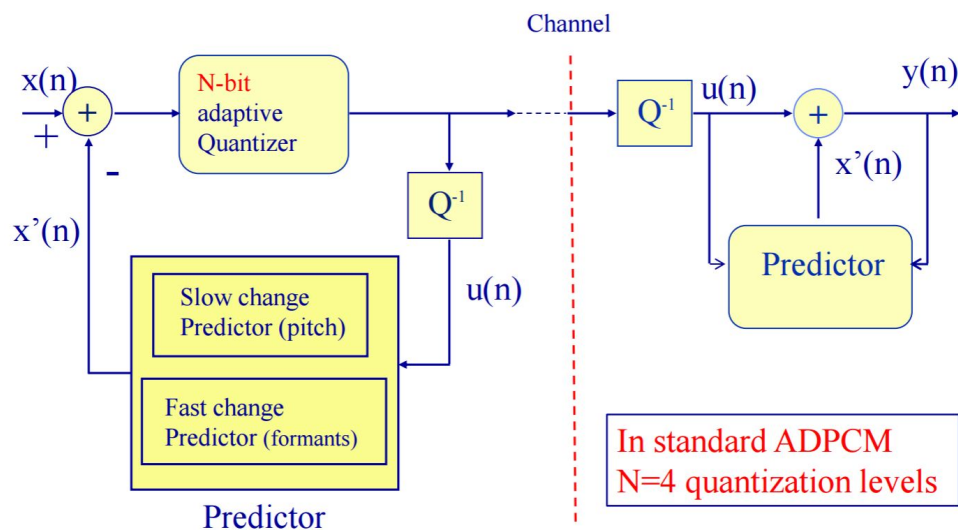 Channel
x(n)
+
+
-
N-bit
adaptive
Quantizer
Q⁻¹
u(n)
x’(n)
Slow change
Predictor (pitch)
Fast change
Predictor (formants)
Predictor
Q⁻¹
u(n)
+
y(n)
x’(n)
Predictor
In standard ADPCM
N=4 quantization levels